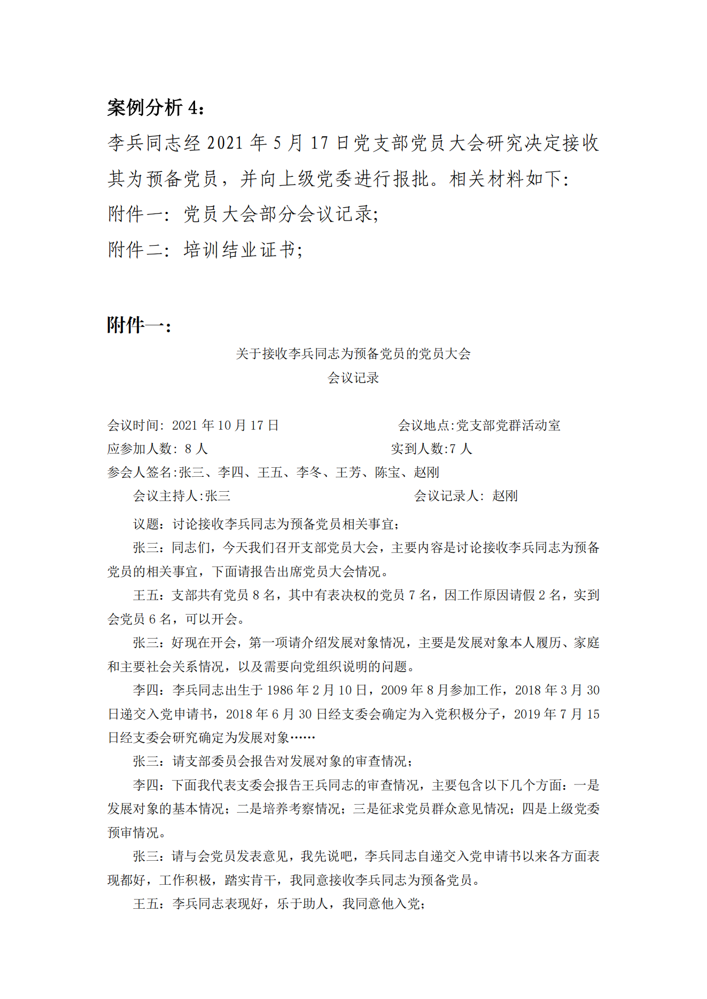 案例分析 4：
李兵同志经 2021 年 5 月 17 日党支部党员大会研究决定接收
其为预备党员，并向上级党委进行报批。相关材料如下：
附件一：党员大会部分会议记录；
附件二：培训结业证书；
附件一：
关于接收李兵同志为预备党员的党员大会
会议记录
会议时间：2021 年 10 月 17 日 会议地点:党支部党群活动室
应参加人数：8 人 实到人数:7 人
参会人签名:张三、李四、王五、李冬、王芳、陈宝、赵刚
会议主持人:张三 会议记录人：赵刚
议题：讨论接收李兵同志为预备党员相关事宜；
张三：同志们，今天我们召开支部党员大会，主要内容是讨论接收李兵同志为预备
党员的相关事宜，下面请报告出席党员大会情况。
王五：支部共有党员 8 名，其中有表决权的党员 7 名，因工作原因请假 2 名，实到
会党员 6 名，可以开会。
张三：好现在开会，第一项请介绍发展对象情况，主要是发展对象本人履历、家庭
和主要社会关系情况，以及需要向党组织说明的问题。
李四：李兵同志出生于 1986 年 2 月 10 日，2009 年 8 月参加工作，2018 年 3 月 30
日递交入党申请书，2018 年 6 月 30 日经支委会确定为入党积极分子，2019 年 7 月 15
日经支委会研究确定为发展对象······
张三：请支部委员会报告对发展对象的审查情况；
李四：下面我代表支委会报告王兵同志的审查情况，主要包含以下几个方面：一是
发展对象的基本情况；二是培养考察情况；三是征求党员群众意见情况；四是上级党委
预审情况。
张三：请与会党员发表意见，我先说吧，李兵同志自递交入党申请书以来各方面表
现都好，工作积极，踏实肯干，我同意接收李兵同志为预备党员。
王五：李兵同志表现好，乐于助人，我同意他入党；